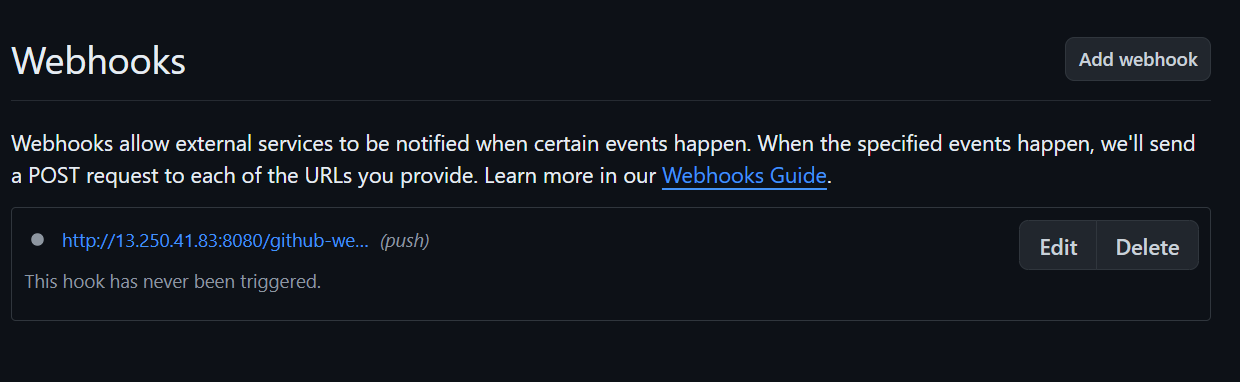 Webhooks
Add webhook
Webhooks allow external services to be notified when certain events happen. When the specified events happen, we'll send
a POST request to each of the URLs you provide. Learn more in our Webhooks Guide.
http://13.250.41.83:8080/github-we... (push)
Edit
Delete
This hook has never been triggered.